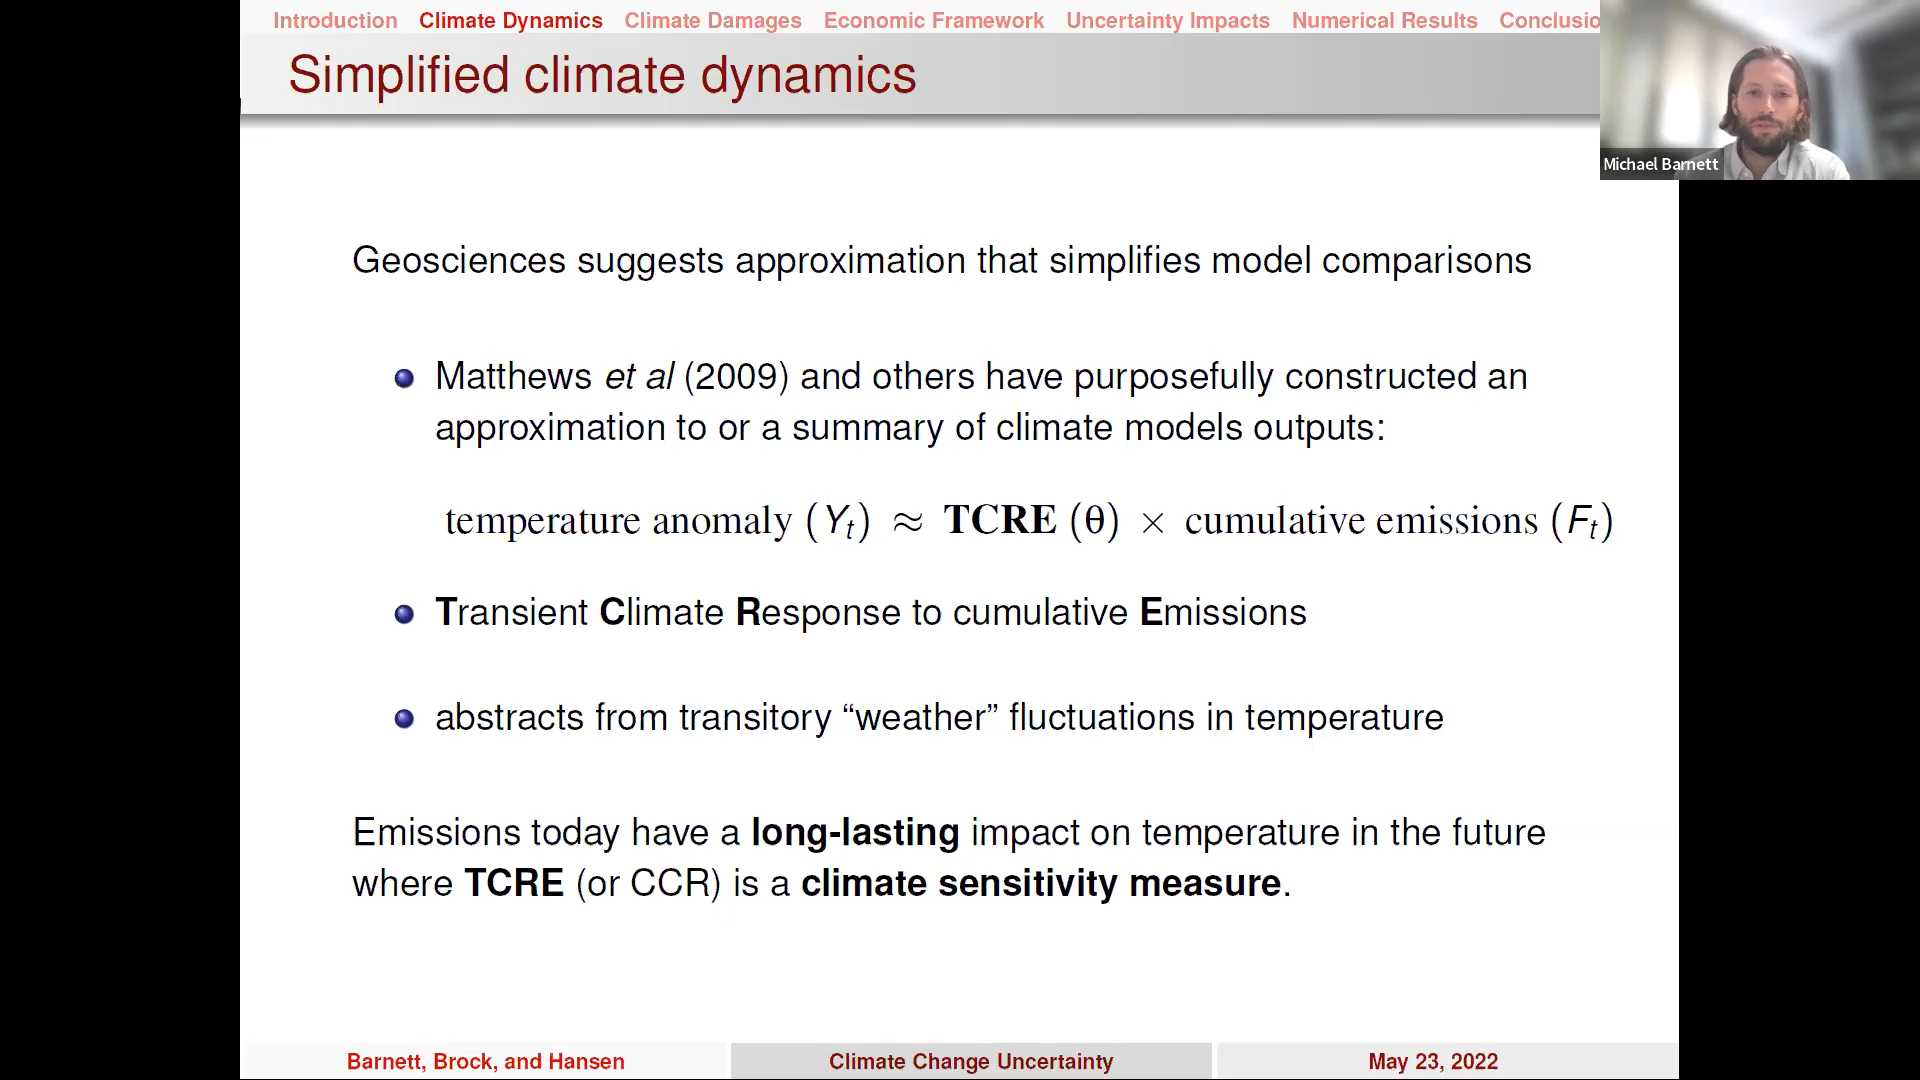 Introduction Climate Dynamics Climate Damages Economic Framework Uncertainty Impacts Numerical Results Conclusio
Simplified climate dynamics
Michael Barnett
Geosciences suggests approximation that simplifies model comparisons
Matthews et al (2009) and others have purposefully constructed an
approximation to or a summary of climate models outputs:
temperature anomaly (Yt) ≈ TCRE (θ) × cumulative emissions (Ft)
Transient Climate Response to cumulative Emissions
abstracts from transitory “weather” fluctuations in temperature
Emissions today have a long-lasting impact on temperature in the future
where TCRE (or CCR) is a climate sensitivity measure.
Barnett, Brock, and Hansen Climate Change Uncertainty May 23, 2022